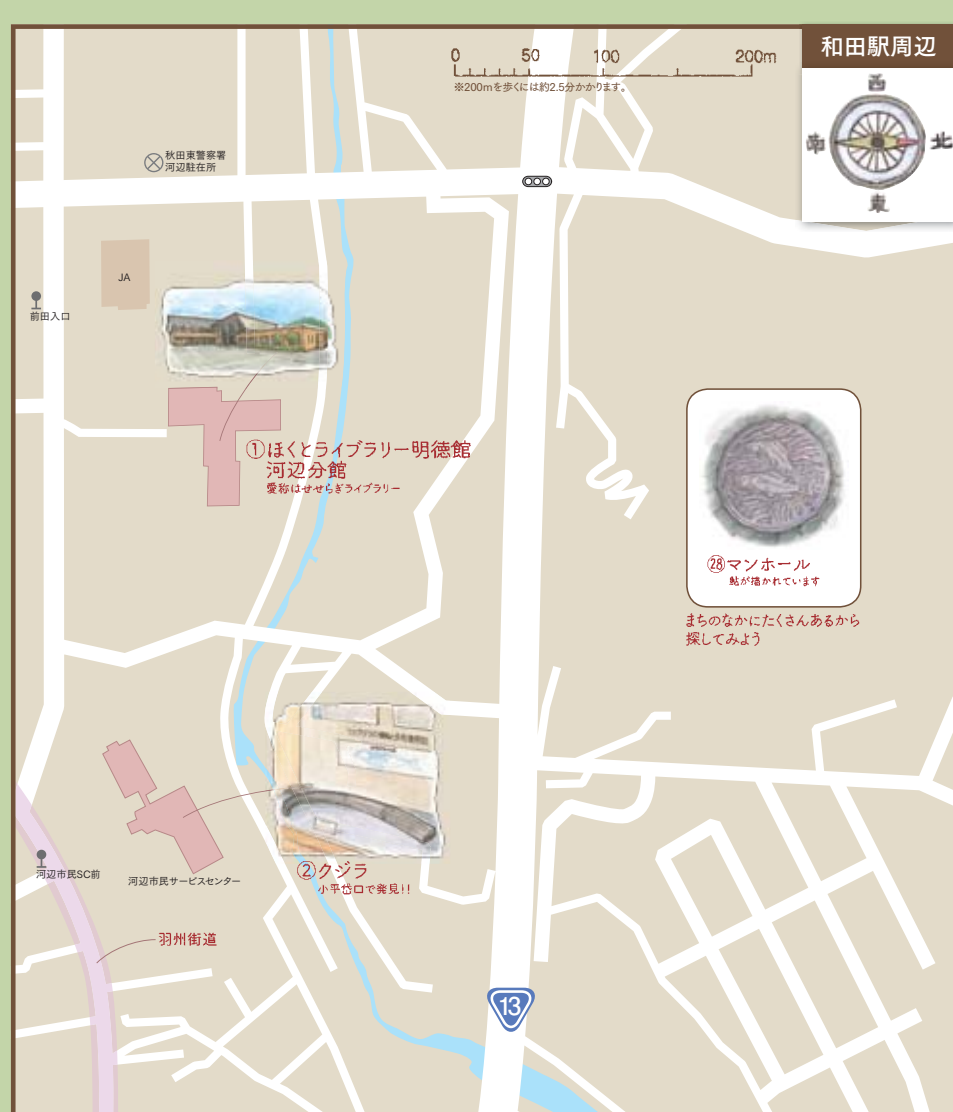 和田駅周辺
西
南
北
東
0 50 100 200m
※200mを歩くには約2.5分かかります。
秋田東警察署
河辺駐在所
JA
前田入口
①ほくとライブラリー明徳館
河辺分館
愛称はせせらぎライブラリー
㉘マンホール
鮎が描かれています
まちのなかにたくさんあるから
探してみよう
②クジラ
小平岱口で発見!!
河辺市民SC前
河辺市民サービスセンター
羽州街道
13